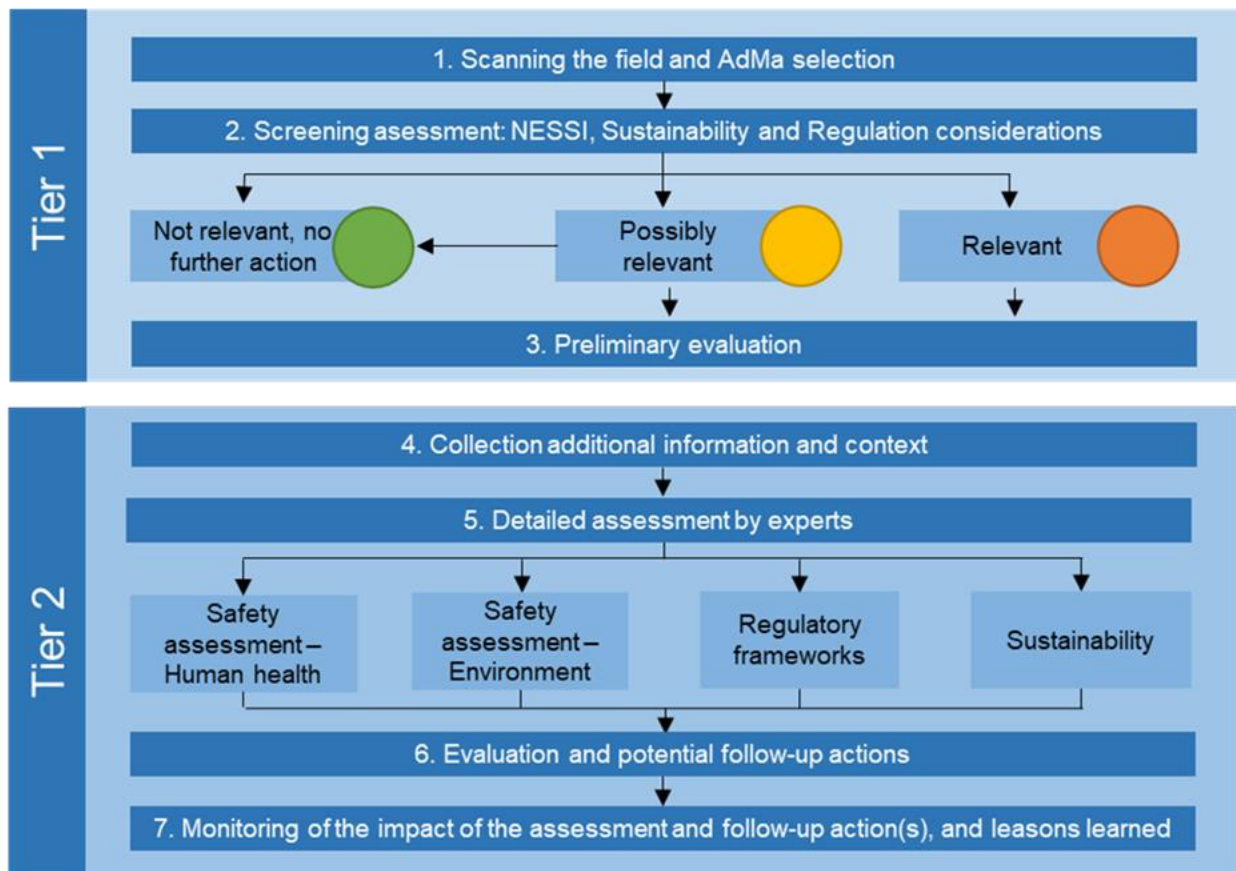 Tier 1
1. Scanning the field and AdMa selection
2. Screening asessment: NESSI, Sustainability and Regulation considerations
Not relevant, no
further action
Possibly
relevant
Relevant
3. Preliminary evaluation
Tier 2
4. Collection additional information and context
5. Detailed assessment by experts
Safety
assessment–
Human health
Safety
assessment–
Environment
Regulatory
frameworks
Sustainability
6. Evaluation and potential follow-up actions
7. Monitoring of the impact of the assessment and follow-up action(s), and leasons learned